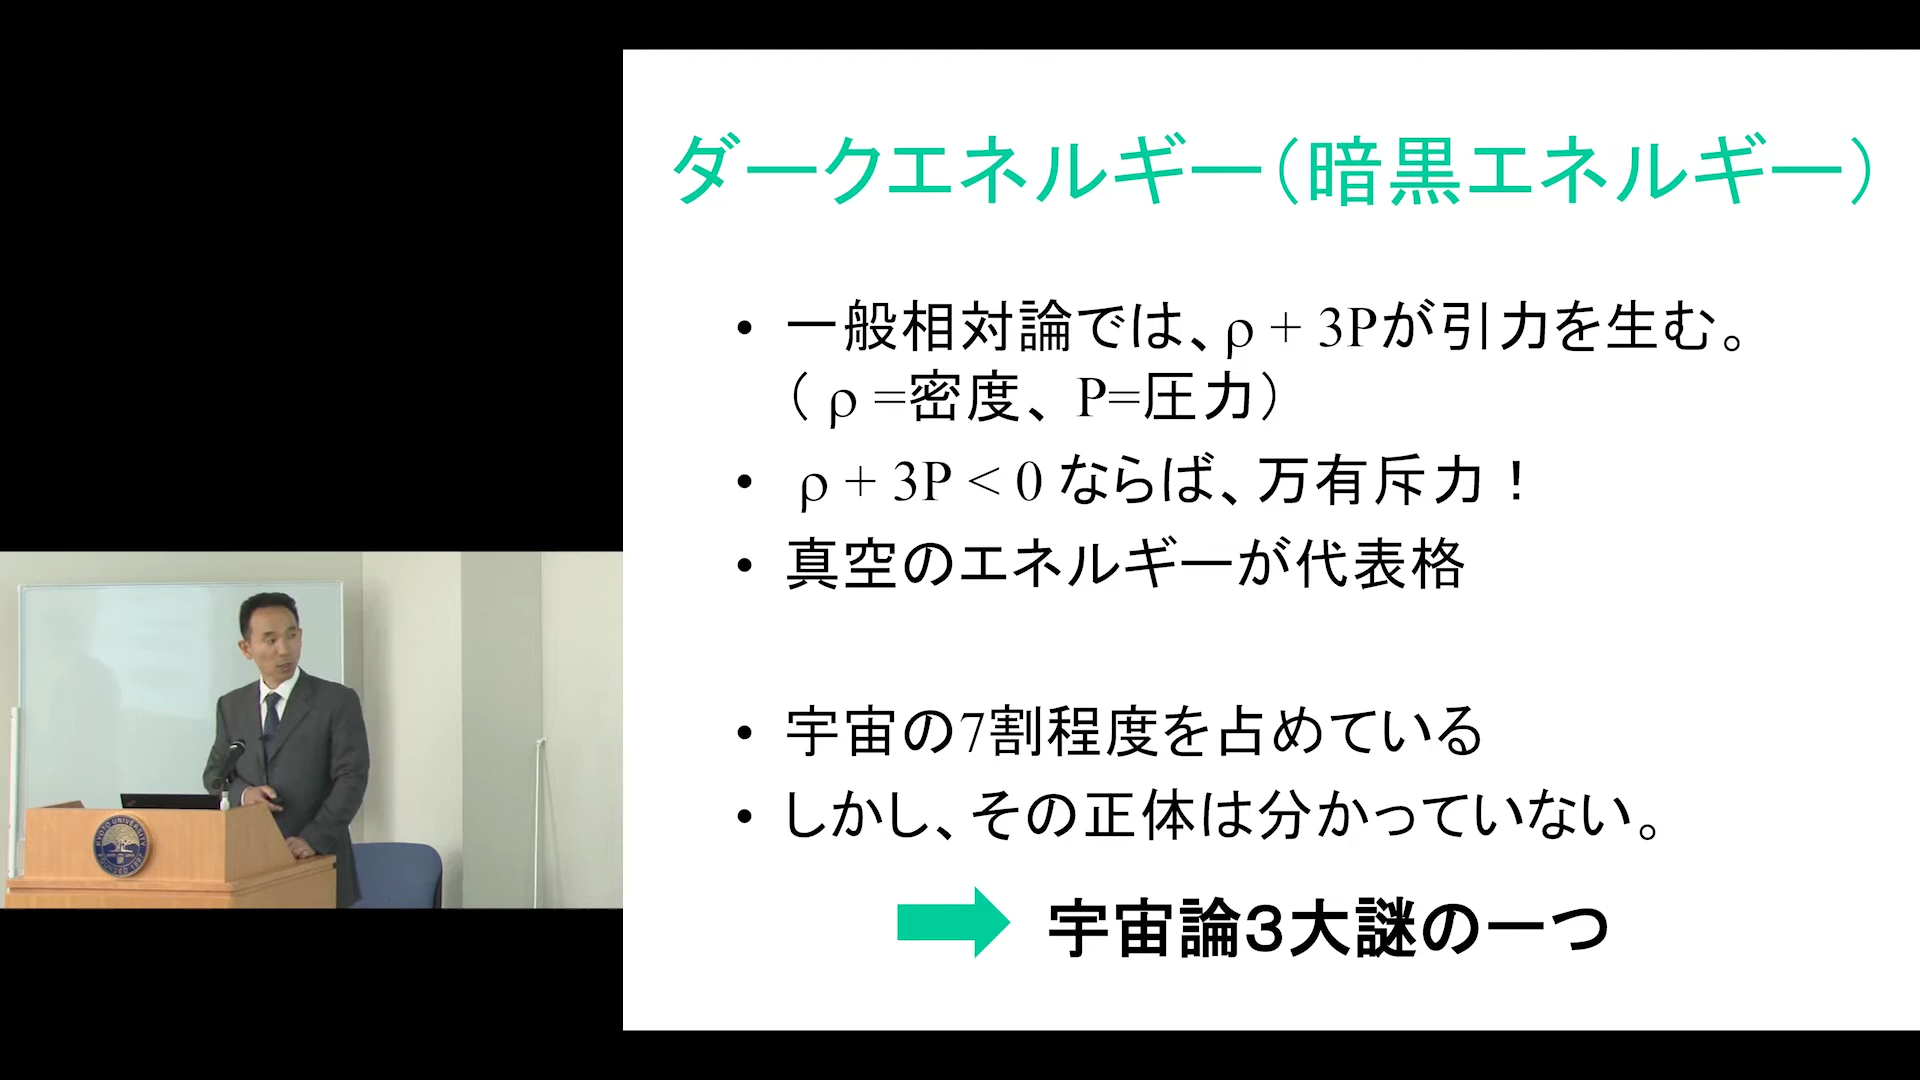 ダークエネルギー（暗黒エネルギー）
• 一般相対論では、ρ + 3Pが引力を生む。
（ ρ =密度、P=圧力）
• ρ + 3P < 0 ならば、万有斥力！
• 真空のエネルギーが代表格
• 宇宙の7割程度を占めている
• しかし、その正体は分かっていない。
宇宙論３大謎の一つ
KYOTO UNIVERSITY
FOUNDED 1897